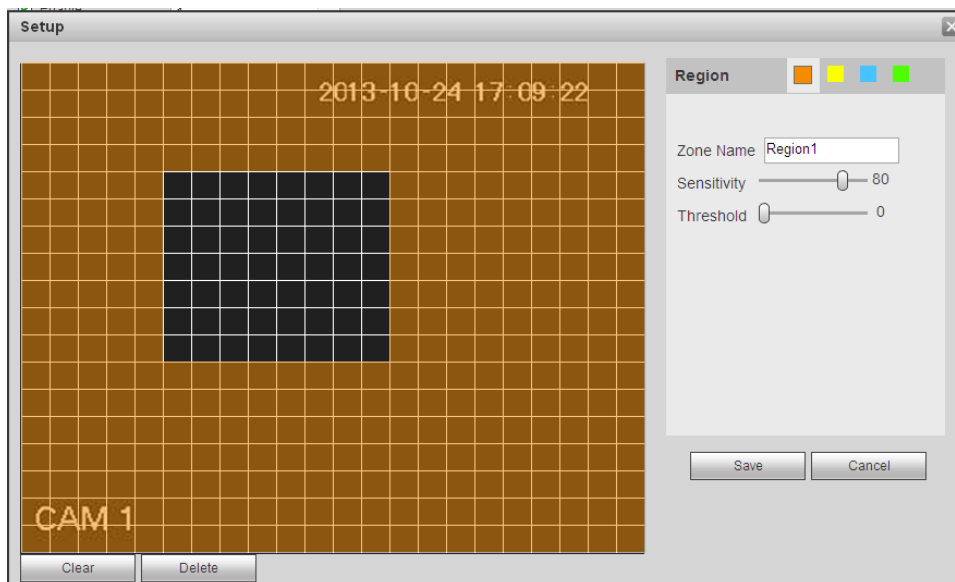 Setup
2013-10-24 17:09:22
Region
Zone Name Region1
Sensitivity 80
Threshold 0
Save Cancel
CAM 1
Clear Delete